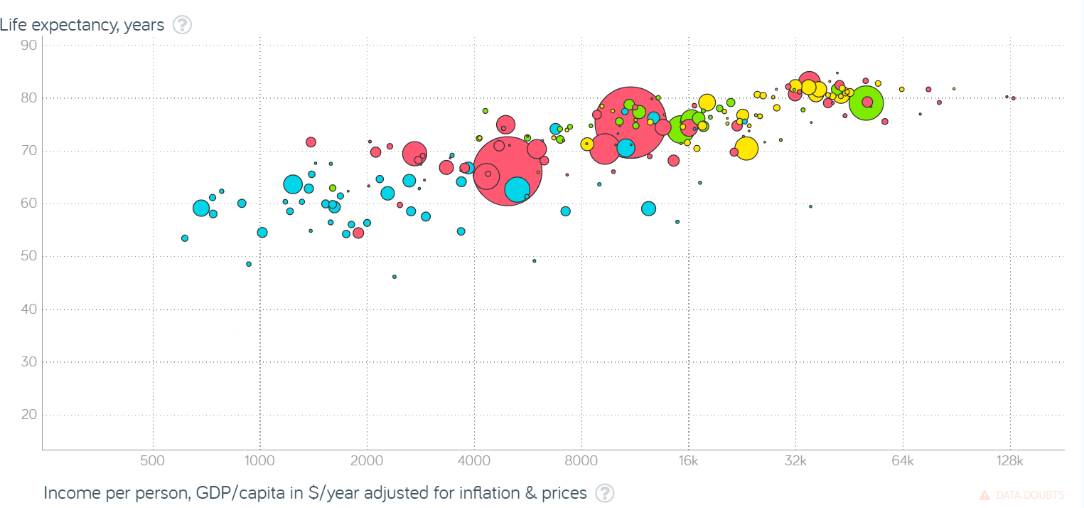 Life expectancy, years ?
90
80
70
60
50
40
30
20
500 1000 2000 4000 8000 16k 32k 64k 128k
Income per person, GDP/capita in $/year adjusted for inflation & prices ?
DATA DOUBTS